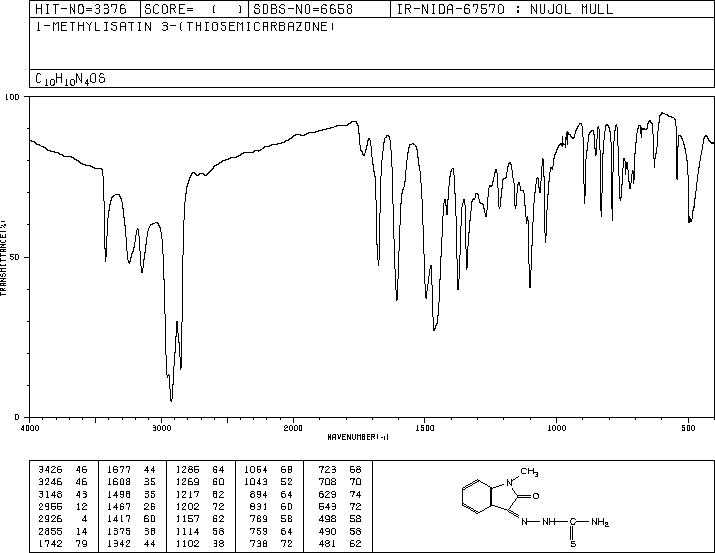 HIT-NO=3376 SCORE= ( ) SDBS-NO=6658 IR-NIDA-67570 : NUJOL MULL
1-METHYLISATIN 3-(THIOSEMICARBAZONE)
C10H10N4OS
100
50
0
TRANSMITTANCE(%)
4000 3000 2000 1500 1000 500
WAVENUMBER(-1)
3426 46 1677 44 1286 64 1064 68 723 68
3246 46 1608 35 1269 60 1043 52 708 70
3148 43 1498 35 1217 62 894 64 629 74
2955 12 1467 26 1202 72 831 60 543 72
2926 4 1417 60 1157 62 789 58 498 58
2855 14 1375 38 1114 58 759 64 490 58
1742 79 1342 44 1102 38 738 72 481 62
CH3
N
O
N NH C NH2
S